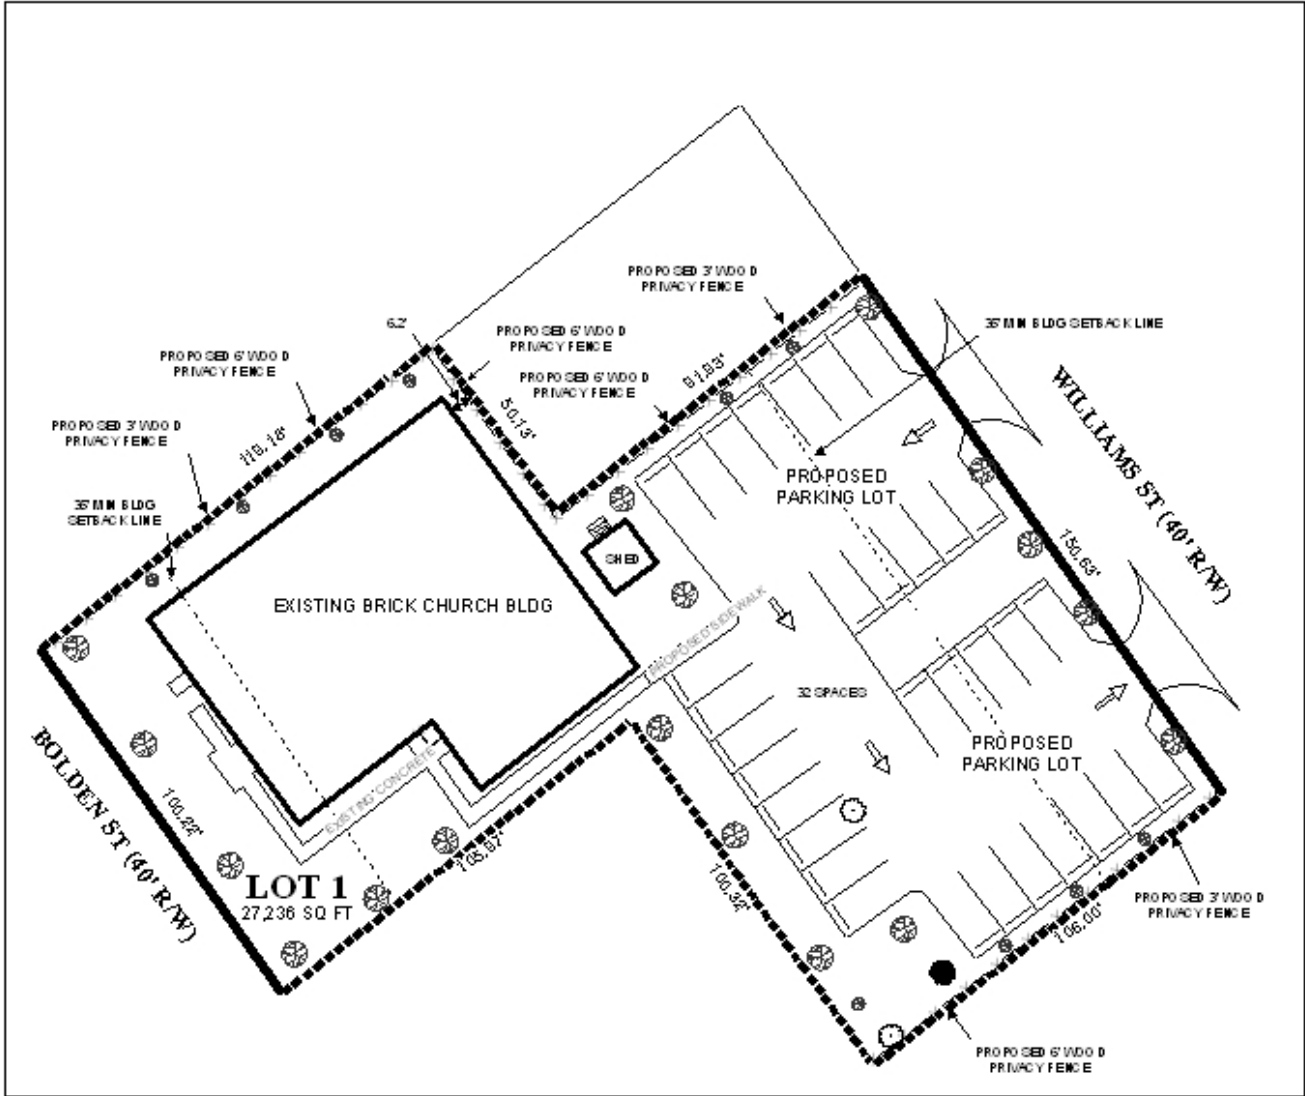 PROPOSED 3' WOOD
PRIVACY FENCE
6.2'
PROPOSED 6' WOOD
PRIVACY FENCE
35' MIN BLDG SETBACK LINE
PROPOSED 6' WOOD
PRIVACY FENCE
PROPOSED 6' WOOD
PRIVACY FENCE
91.83'
50.13'
WILLIAMS ST (40' R/W)
PROPOSED 3' WOOD
PRIVACY FENCE
PROPOSED
PARKING LOT
35' MIN BLDG
SETBACK LINE
150.63'
SHED
EXISTING BRICK CHURCH BLDG
PROPOSED SIDEWALK
32 SPACES
PROPOSED
PARKING LOT
EXISTING CONCRETE
BOLDEN ST (40' R/W)
100.22'
100.32'
LOT 1
27,236 SQ FT
PROPOSED 3' WOOD
PRIVACY FENCE
106.00'
PROPOSED 6' WOOD
PRIVACY FENCE